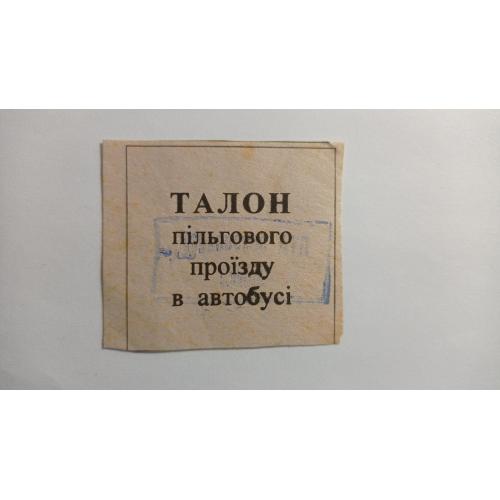 ТАЛОН
пільгового
проїзду
в автобусі